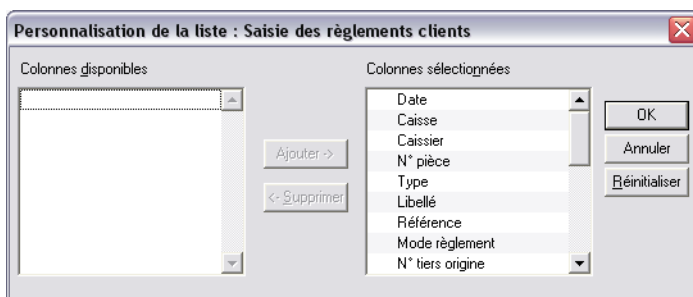 Personnalisation de la liste : Saisie des règlements clients
Colonnes disponibles
Colonnes sélectionnées
Date
Caisse
Caissier
N° pièce
Type
Libellé
Référence
Mode règlement
N° tiers origine
Ajouter ->
<- Supprimer
OK
Annuler
Réinitialiser